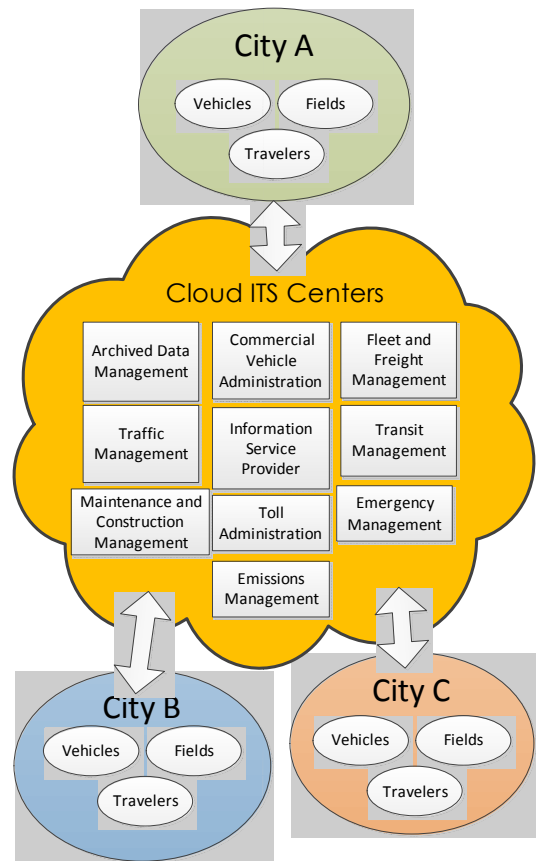 City A
Vehicles
Fields
Travelers
Cloud ITS Centers
Archived Data
Management
Commercial
Vehicle
Administration
Fleet and
Freight
Management
Traffic
Management
Information
Service
Provider
Transit
Management
Maintenance and
Construction
Management
Toll
Administration
Emergency
Management
Emissions
Management
City B
Vehicles
Fields
Travelers
City C
Vehicles
Fields
Travelers